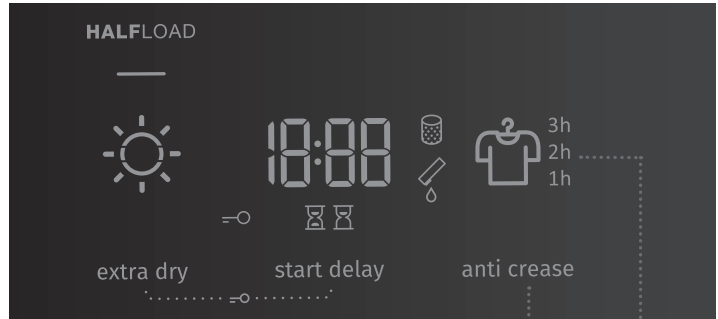 HALFLOAD
18:88
3h
2h
1h
extra dry
start delay
anti crease